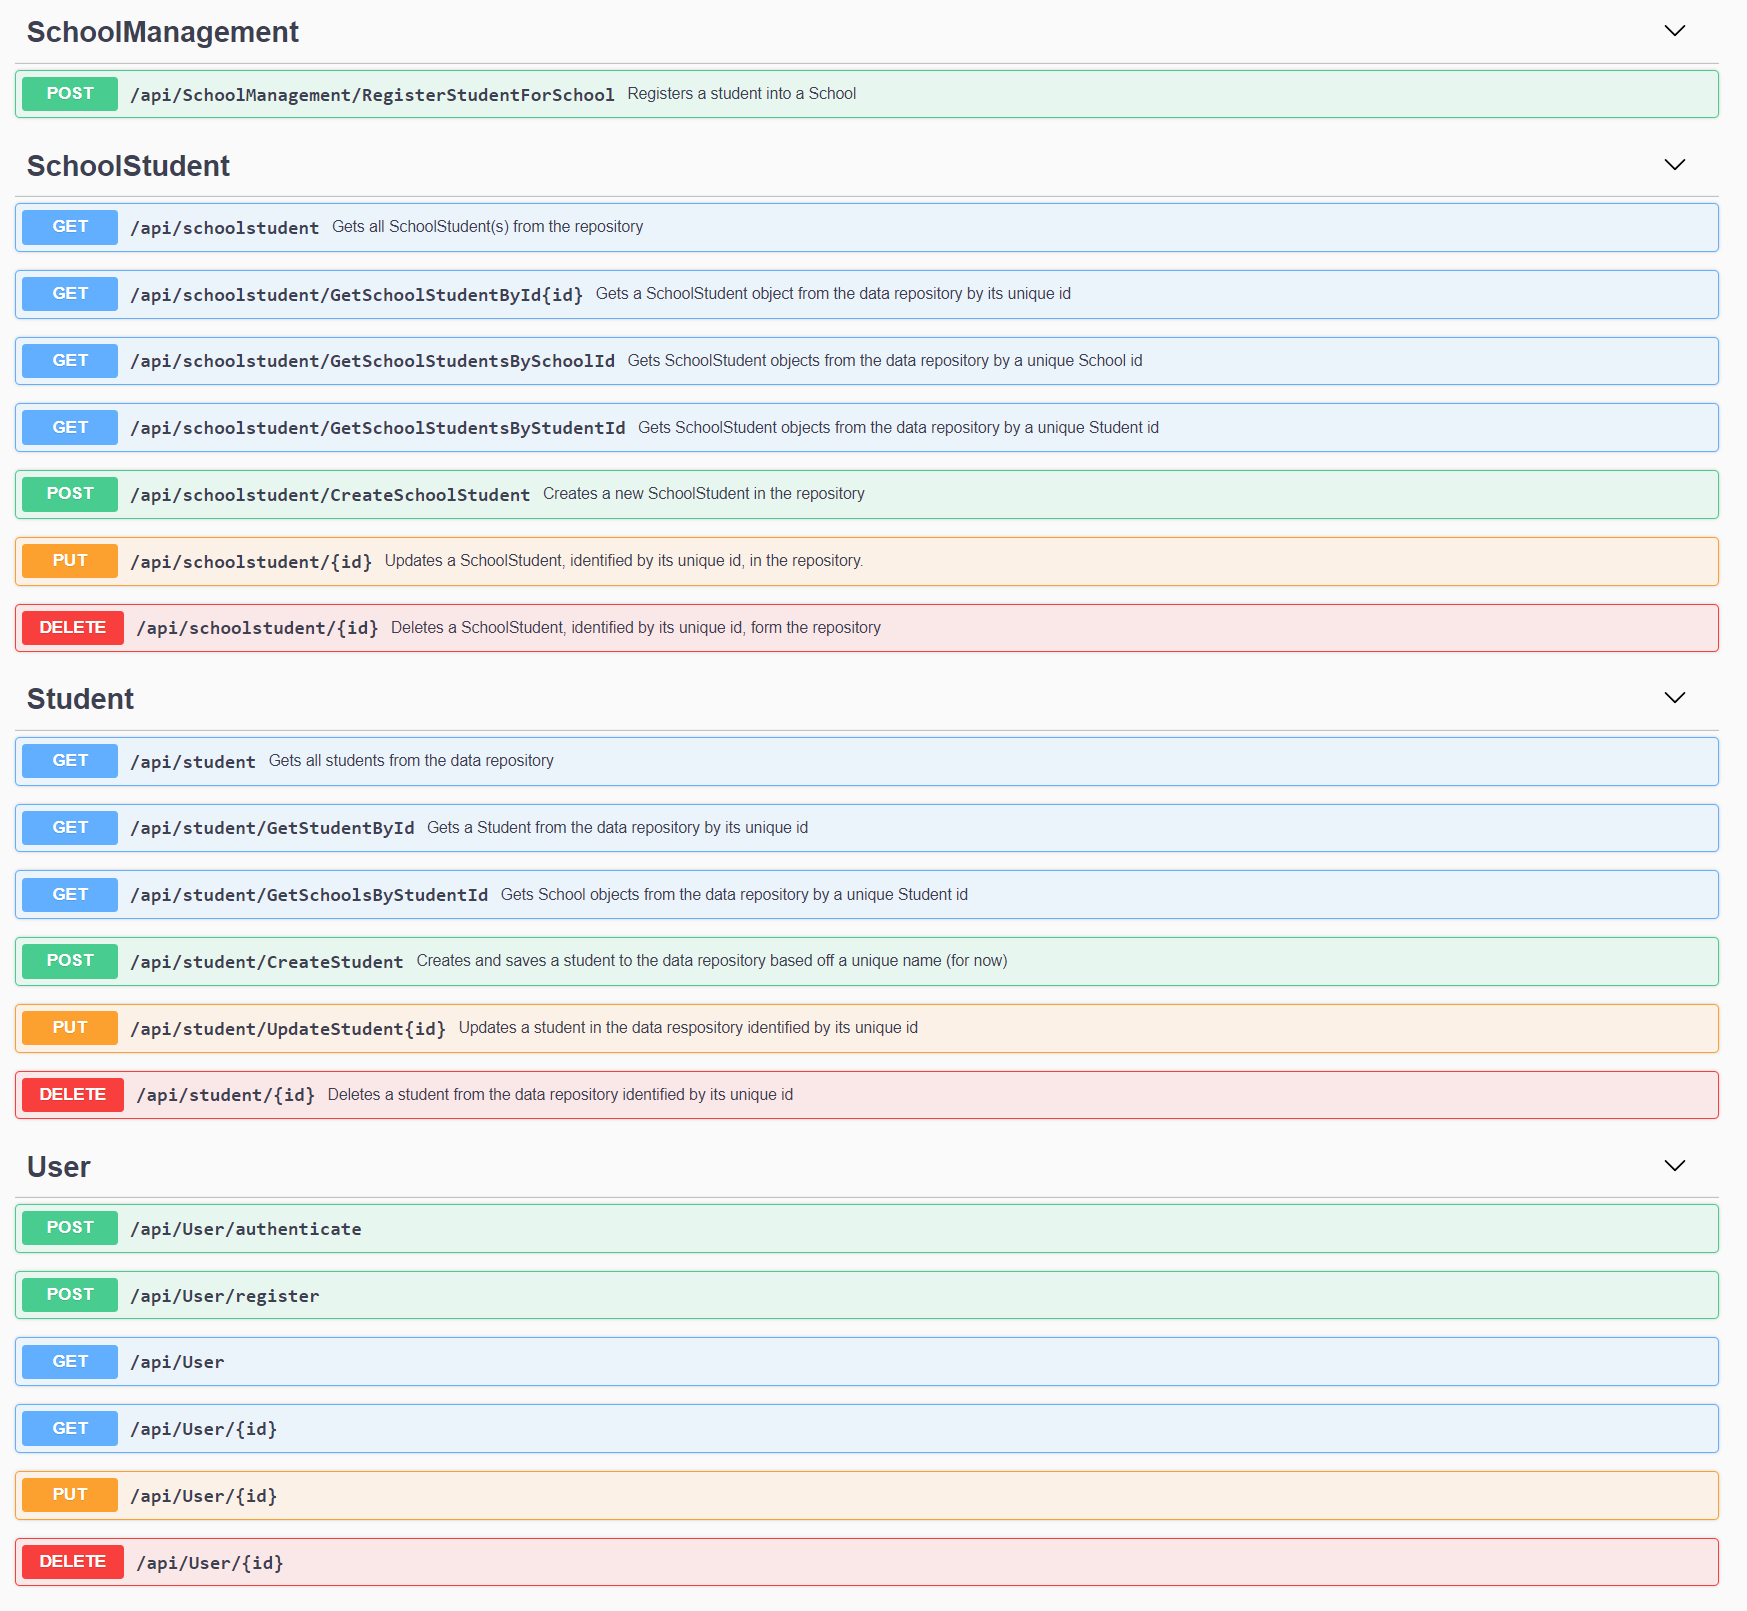 SchoolManagement
POST /api/SchoolManagement/RegisterStudentForSchool Registers a student into a School
SchoolStudent
GET /api/schoolstudent Gets all SchoolStudent(s) from the repository
GET /api/schoolstudent/GetSchoolStudentById{id} Gets a SchoolStudent object from the data repository by its unique id
GET /api/schoolstudent/GetSchoolStudentsBySchoolId Gets SchoolStudent objects from the data repository by a unique School id
GET /api/schoolstudent/GetSchoolStudentsByStudentId Gets SchoolStudent objects from the data repository by a unique Student id
POST /api/schoolstudent/CreateSchoolStudent Creates a new SchoolStudent in the repository
PUT /api/schoolstudent/{id} Updates a SchoolStudent, identified by its unique id, in the repository.
DELETE /api/schoolstudent/{id} Deletes a SchoolStudent, identified by its unique id, form the repository
Student
GET /api/student Gets all students from the data repository
GET /api/student/GetStudentById Gets a Student from the data repository by its unique id
GET /api/student/GetSchoolsByStudentId Gets School objects from the data repository by a unique Student id
POST /api/student/CreateStudent Creates and saves a student to the data repository based off a unique name (for now)
PUT /api/student/UpdateStudent{id} Updates a student in the data respository identified by its unique id
DELETE /api/student/{id} Deletes a student from the data repository identified by its unique id
User
POST /api/User/authenticate
POST /api/User/register
GET /api/User
GET /api/User/{id}
PUT /api/User/{id}
DELETE /api/User/{id}